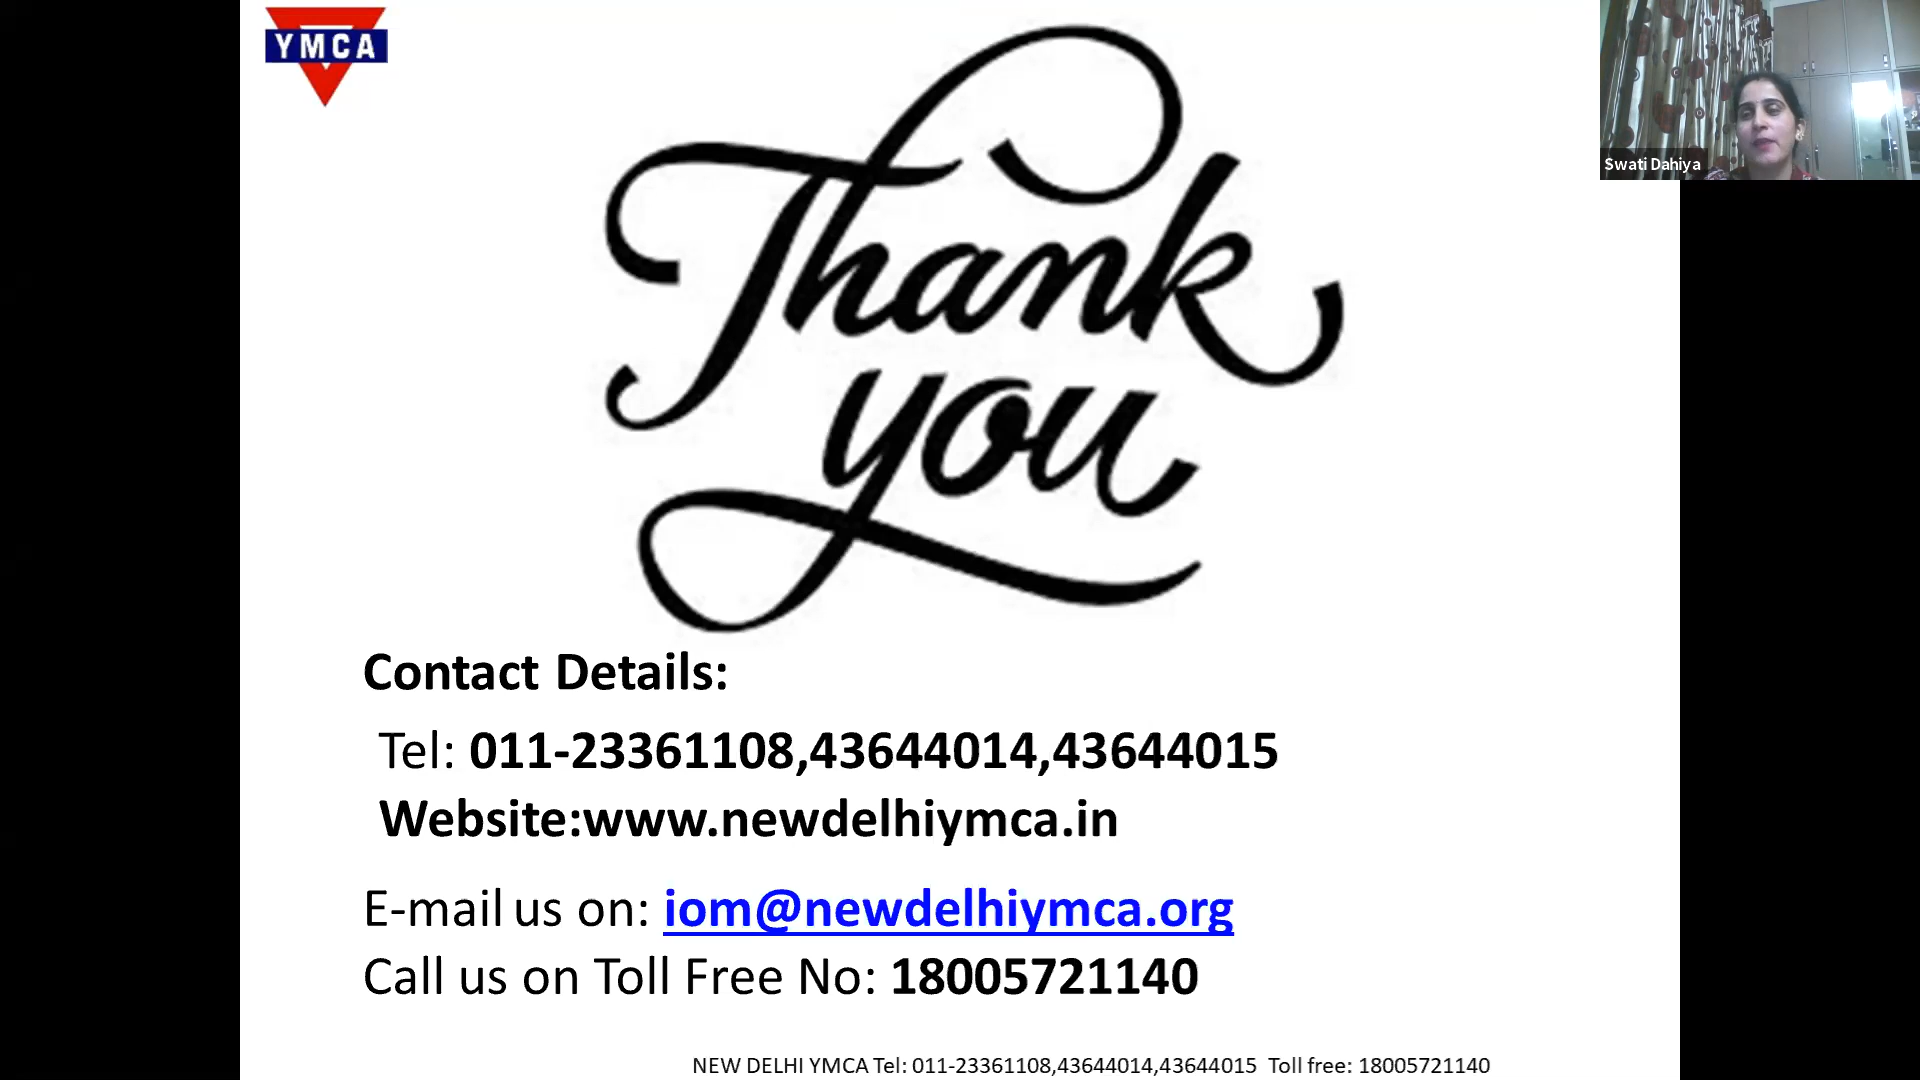 YMCA
Swati Dahiya
Thank
you
Contact Details:
Tel: 011-23361108,43644014,43644015
Website:www.newdelhiymca.in
E-mail us on: iom@newdelhiymca.org
Call us on Toll Free No: 18005721140
NEW DELHI YMCA Tel: 011-23361108,43644014,43644015 Toll free: 18005721140